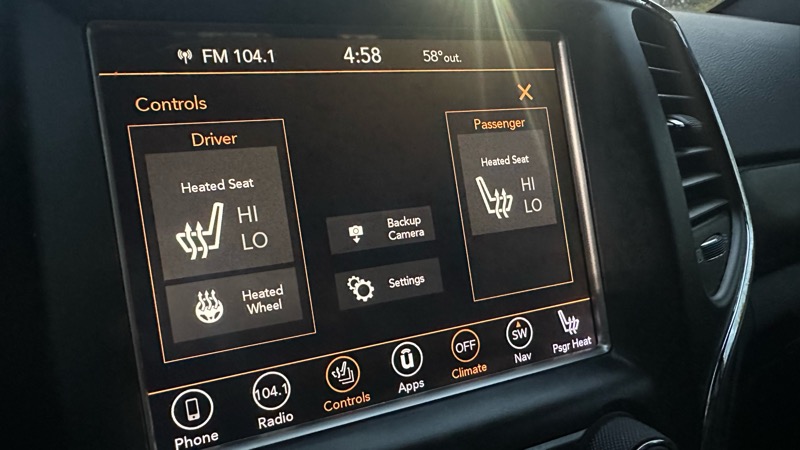 FM 104.1 4:58 58° out.
Controls X
Driver
Heated Seat
HI
LO
Heated
Wheel
Backup
Camera
Settings
Passenger
Heated Seat
HI
LO
104.1 OFF SW
Phone Radio Controls Apps Climate Nav Psgr Heat